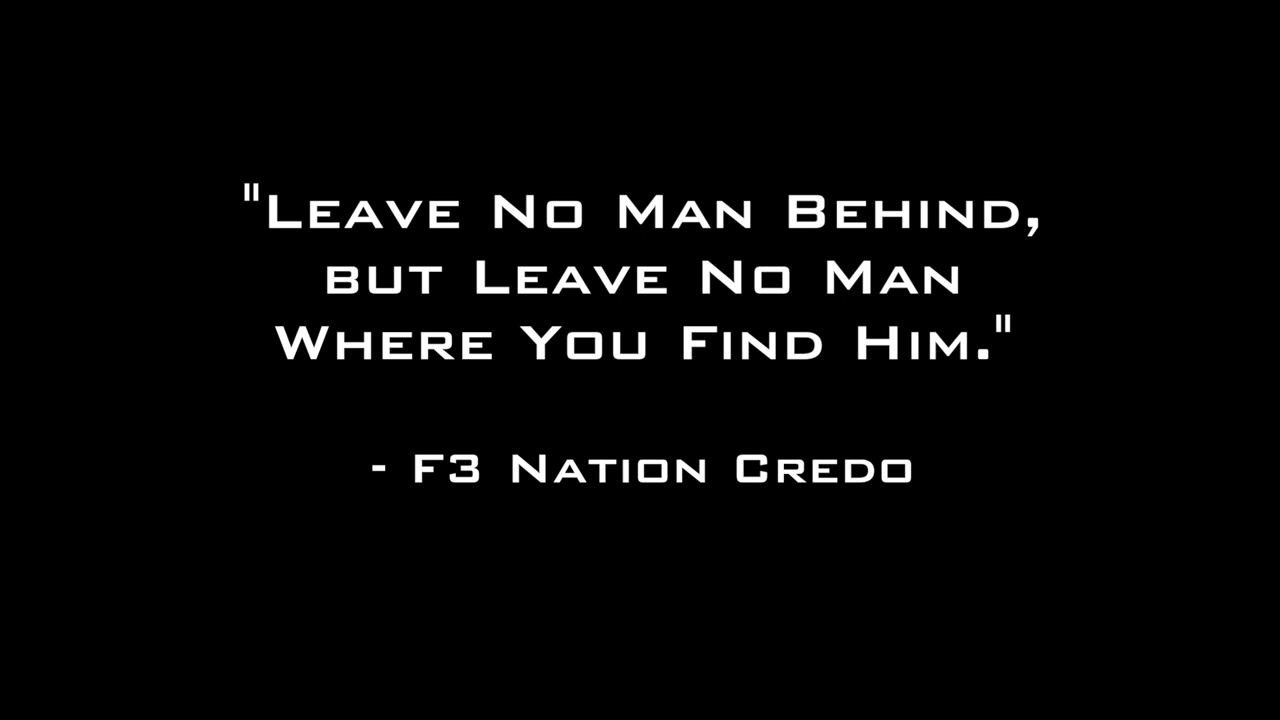 "Leave No Man Behind,
but Leave No Man
Where You Find Him."
- F3 Nation Credo